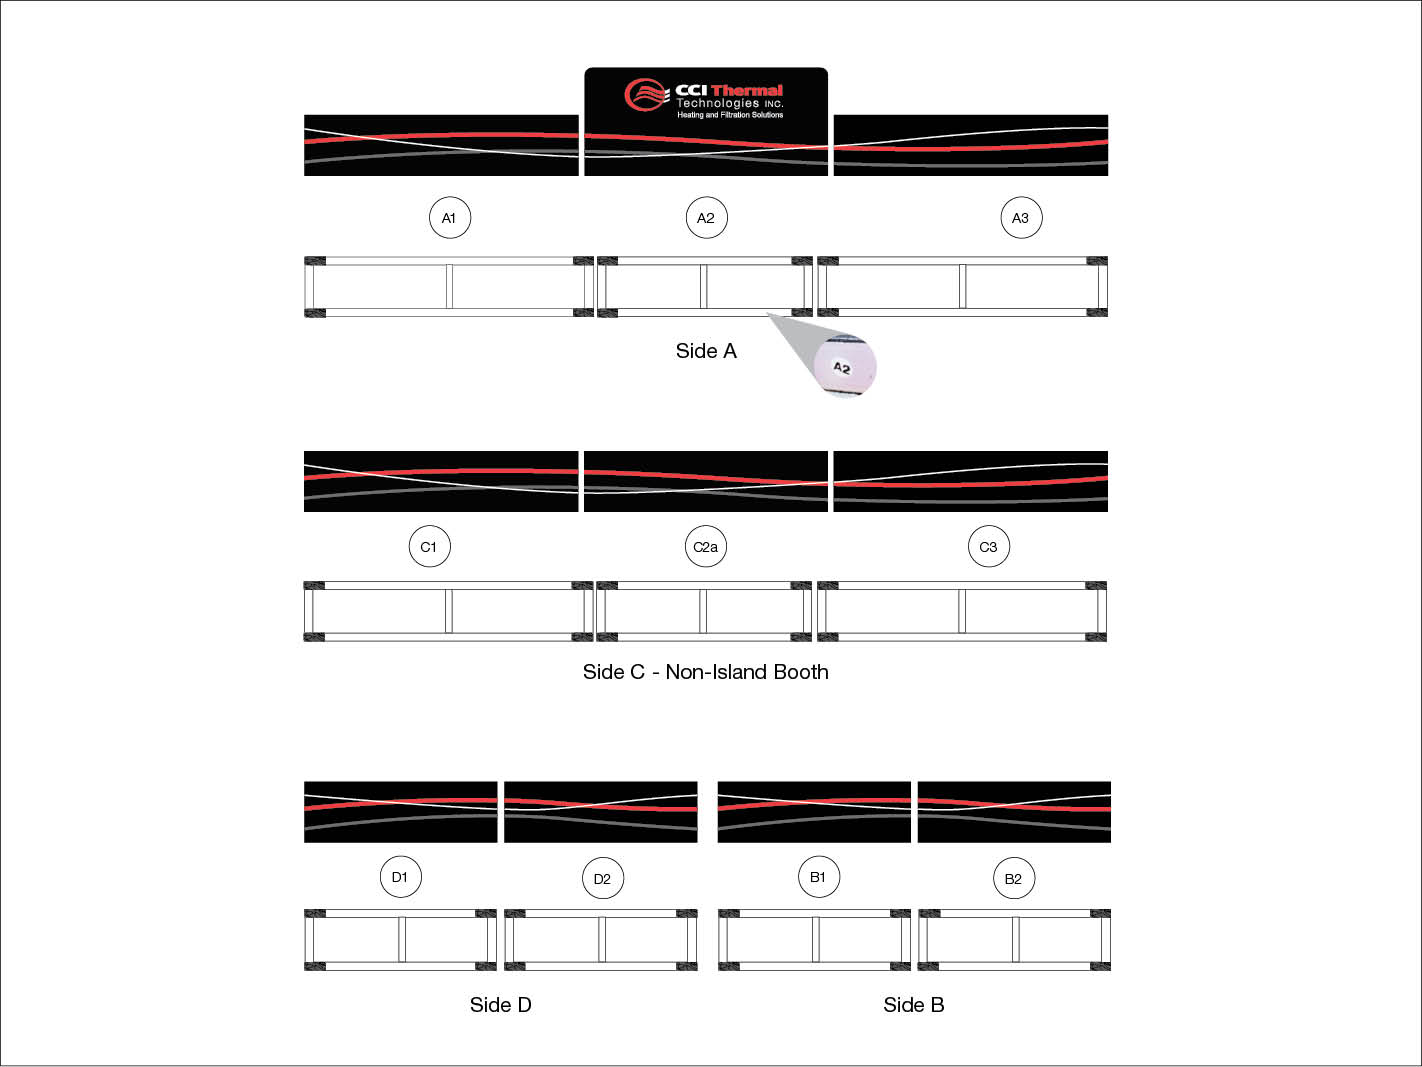 CCI Thermal
Technologies INC.
Heating and Filtration Solutions
A1
A2
A3
Side A
A2
C1
C2a
C3
Side C - Non-Island Booth
D1
D2
B1
B2
Side D
Side B